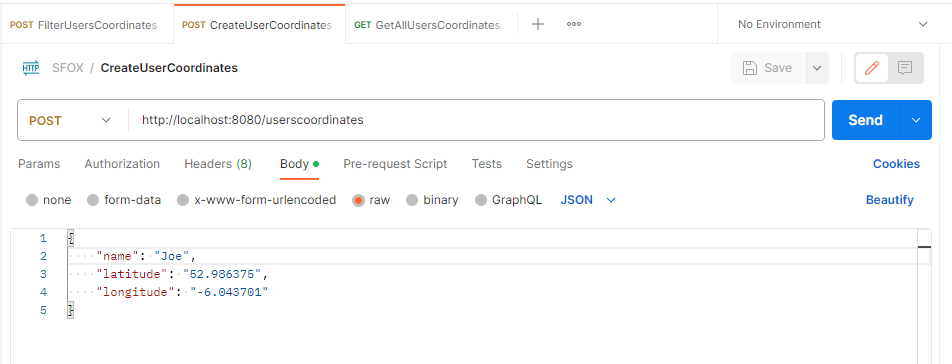 POST FilterUsersCoordinates POST CreateUserCoordinates GET GetAllUsersCoordinates + ooo No Environment
HTTP SFOX / CreateUserCoordinates Save
POST http://localhost:8080/userscoordinates Send
Params Authorization Headers (8) Body Pre-request Script Tests Settings Cookies
none form-data x-www-form-urlencoded raw binary GraphQL JSON Beautify
1 {
2 "name": "Joe",
3 "latitude": "52.986375",
4 "longitude": "-6.043701"
5 }